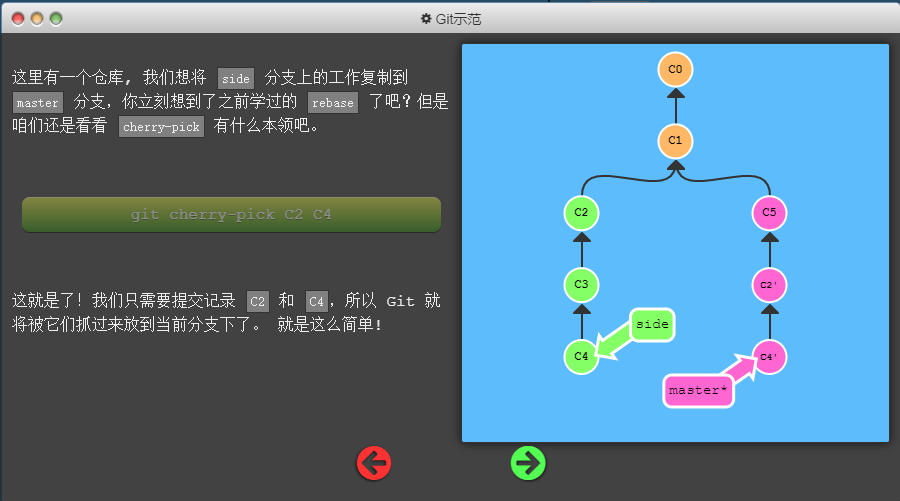 Git示范
这里有一个仓库, 我们想将 side 分支上的工作复制到
master 分支，你立刻想到了之前学过的 rebase 了吧？但是
咱们还是看看 cherry-pick 有什么本领吧。
git cherry-pick C2 C4
这就是了！我们只需要提交记录 C2 和 C4，所以 Git 就
将被它们抓过来放到当前分支下了。 就是这么简单!
C0
C1
C2
C5
C3
C2'
side
C4
C4'
master*